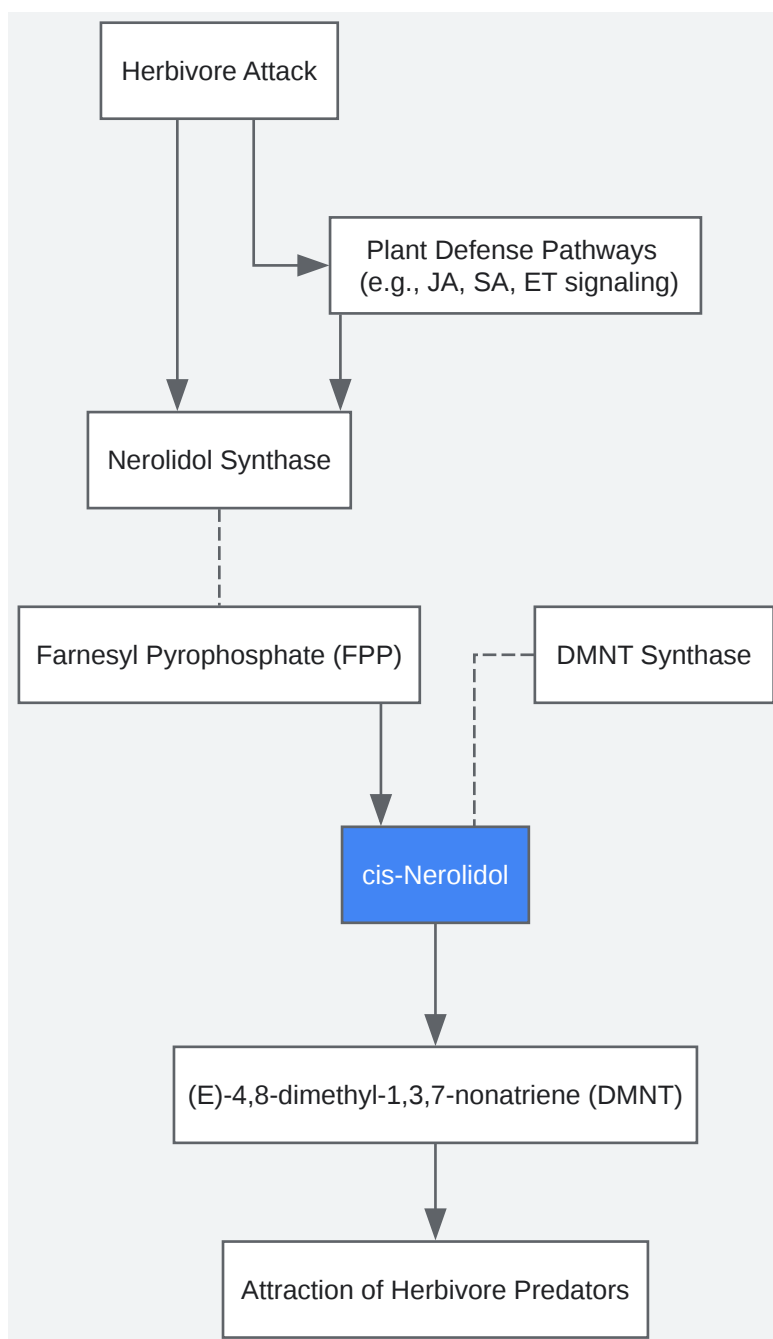 Herbivore Attack
Plant Defense Pathways
(e.g., JA, SA, ET signaling)
Nerolidol Synthase
Farnesyl Pyrophosphate (FPP)
DMNT Synthase
cis-Nerolidol
(E)-4,8-dimethyl-1,3,7-nonatriene (DMNT)
Attraction of Herbivore Predators